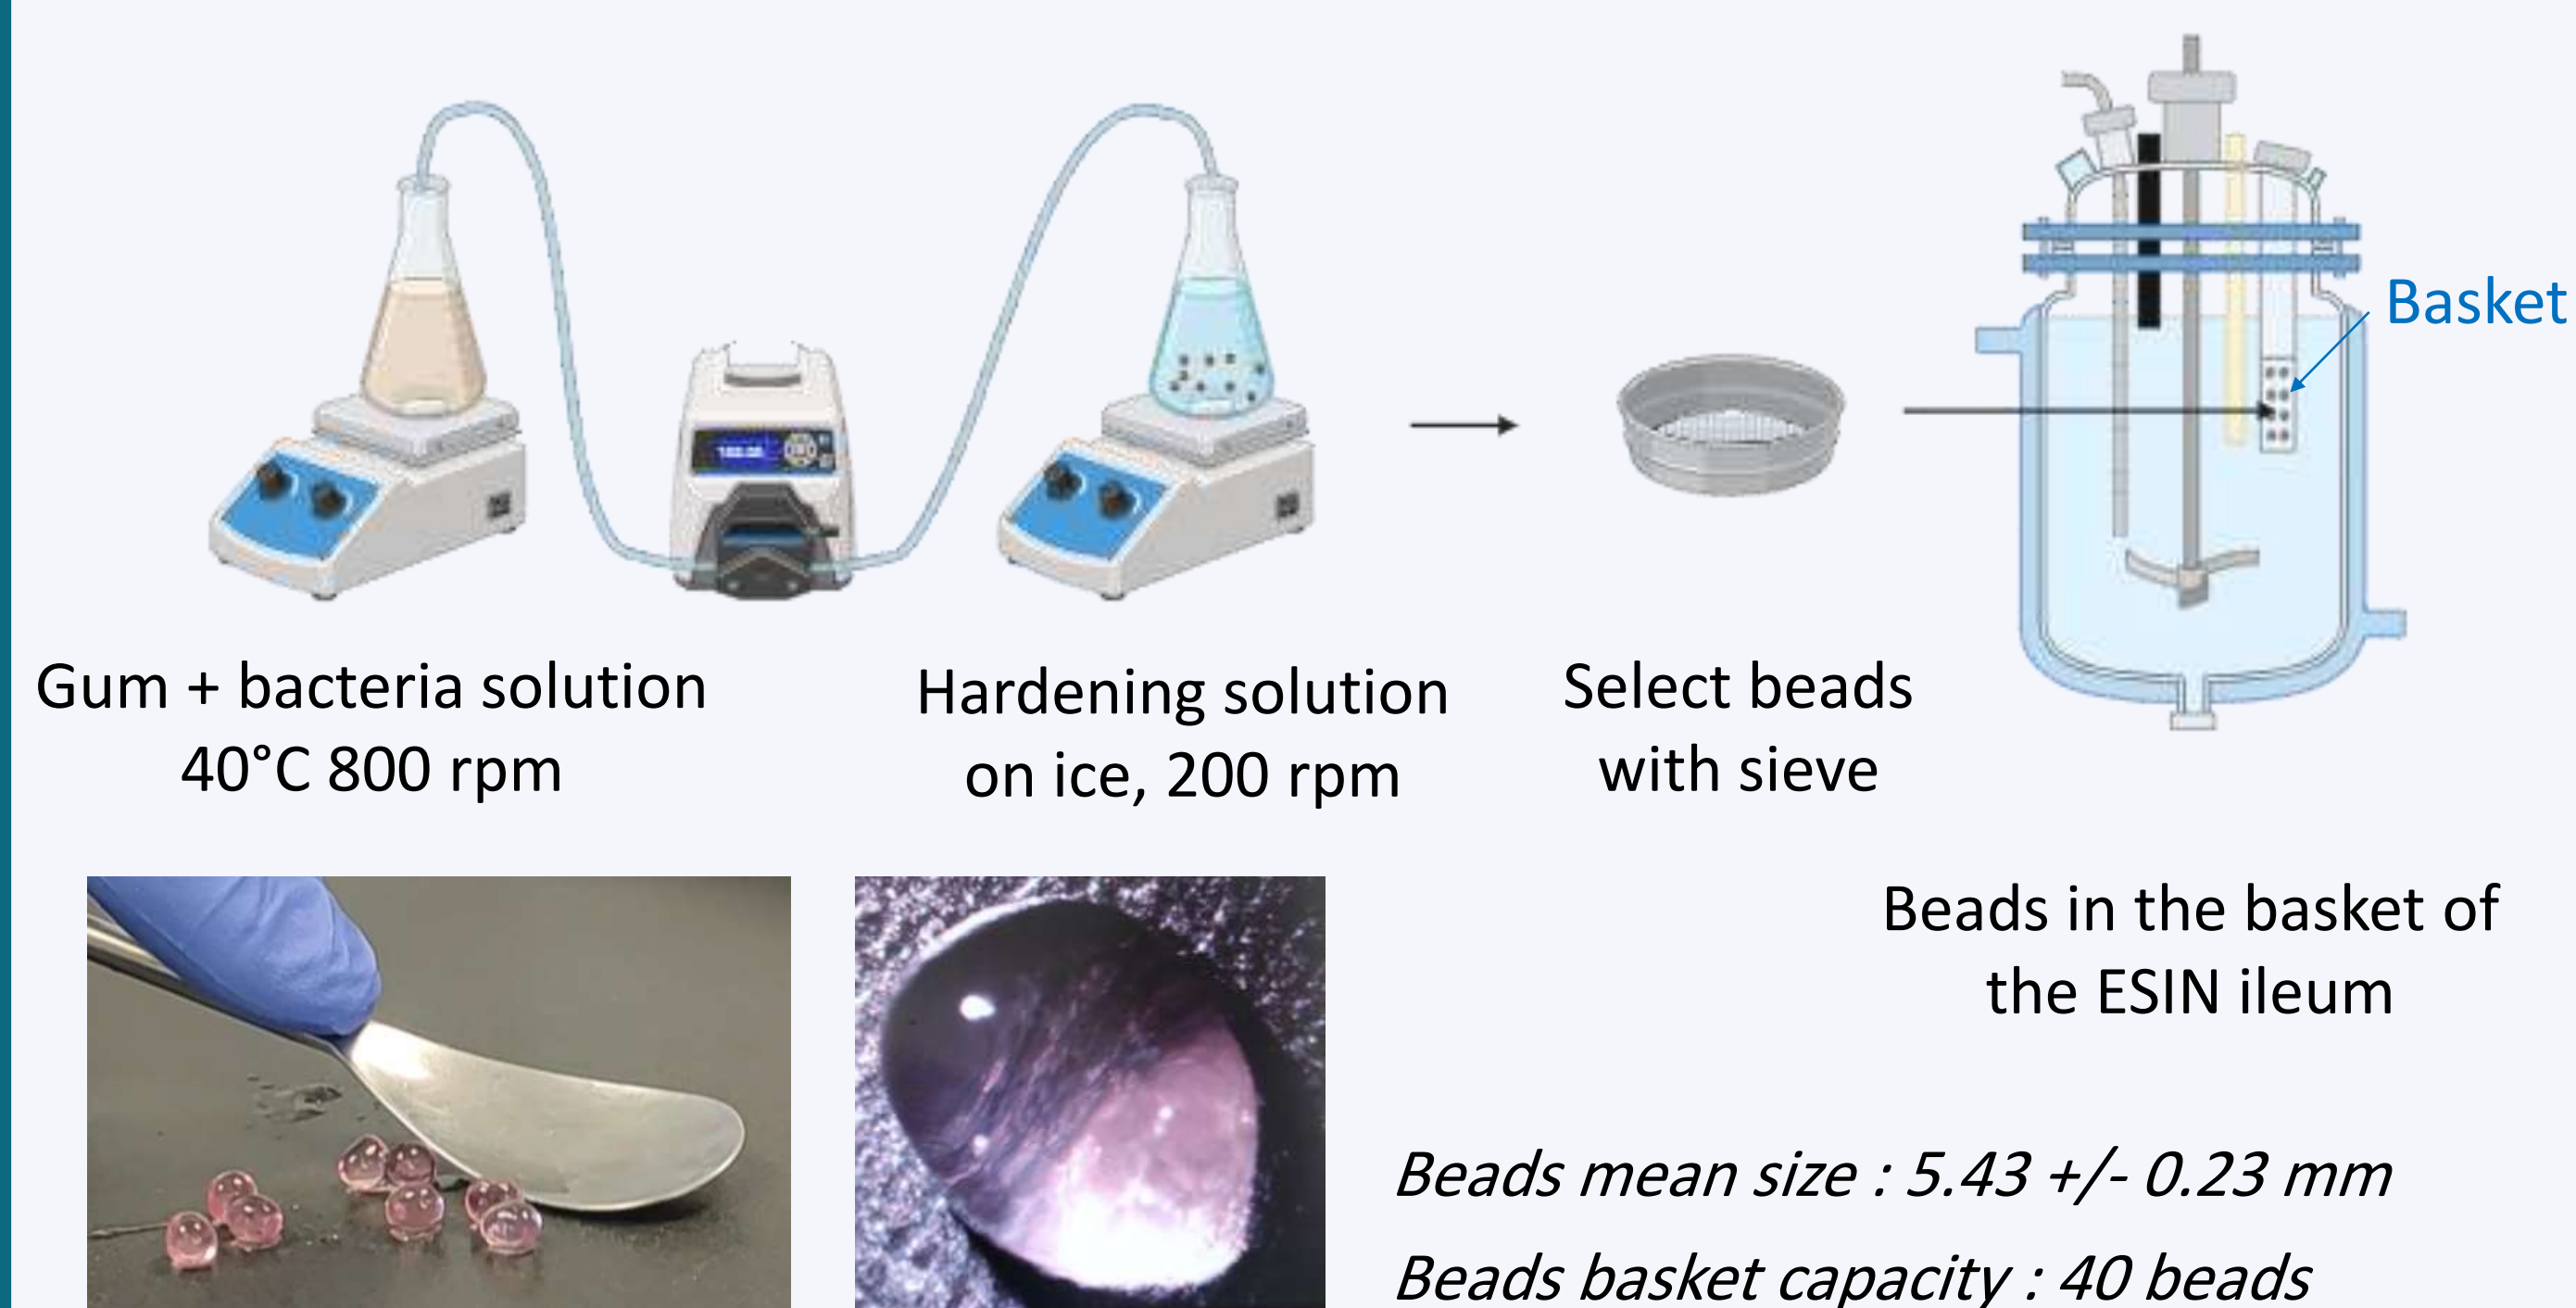 Basket
Gum + bacteria solution
40°C 800 rpm
Hardening solution
on ice, 200 rpm
Select beads
with sieve
Beads in the basket of
the ESIN ileum
Beads mean size : 5.43 +/- 0.23 mm
Beads basket capacity : 40 beads